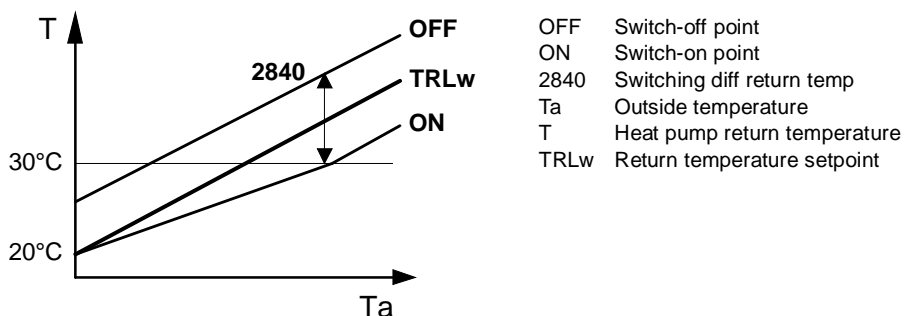 T
OFF
2840
TRLw
ON
30°C
20°C
Ta
OFF Switch-off point
ON Switch-on point
2840 Switching diff return temp
Ta Outside temperature
T Heat pump return temperature
TRLw Return temperature setpoint